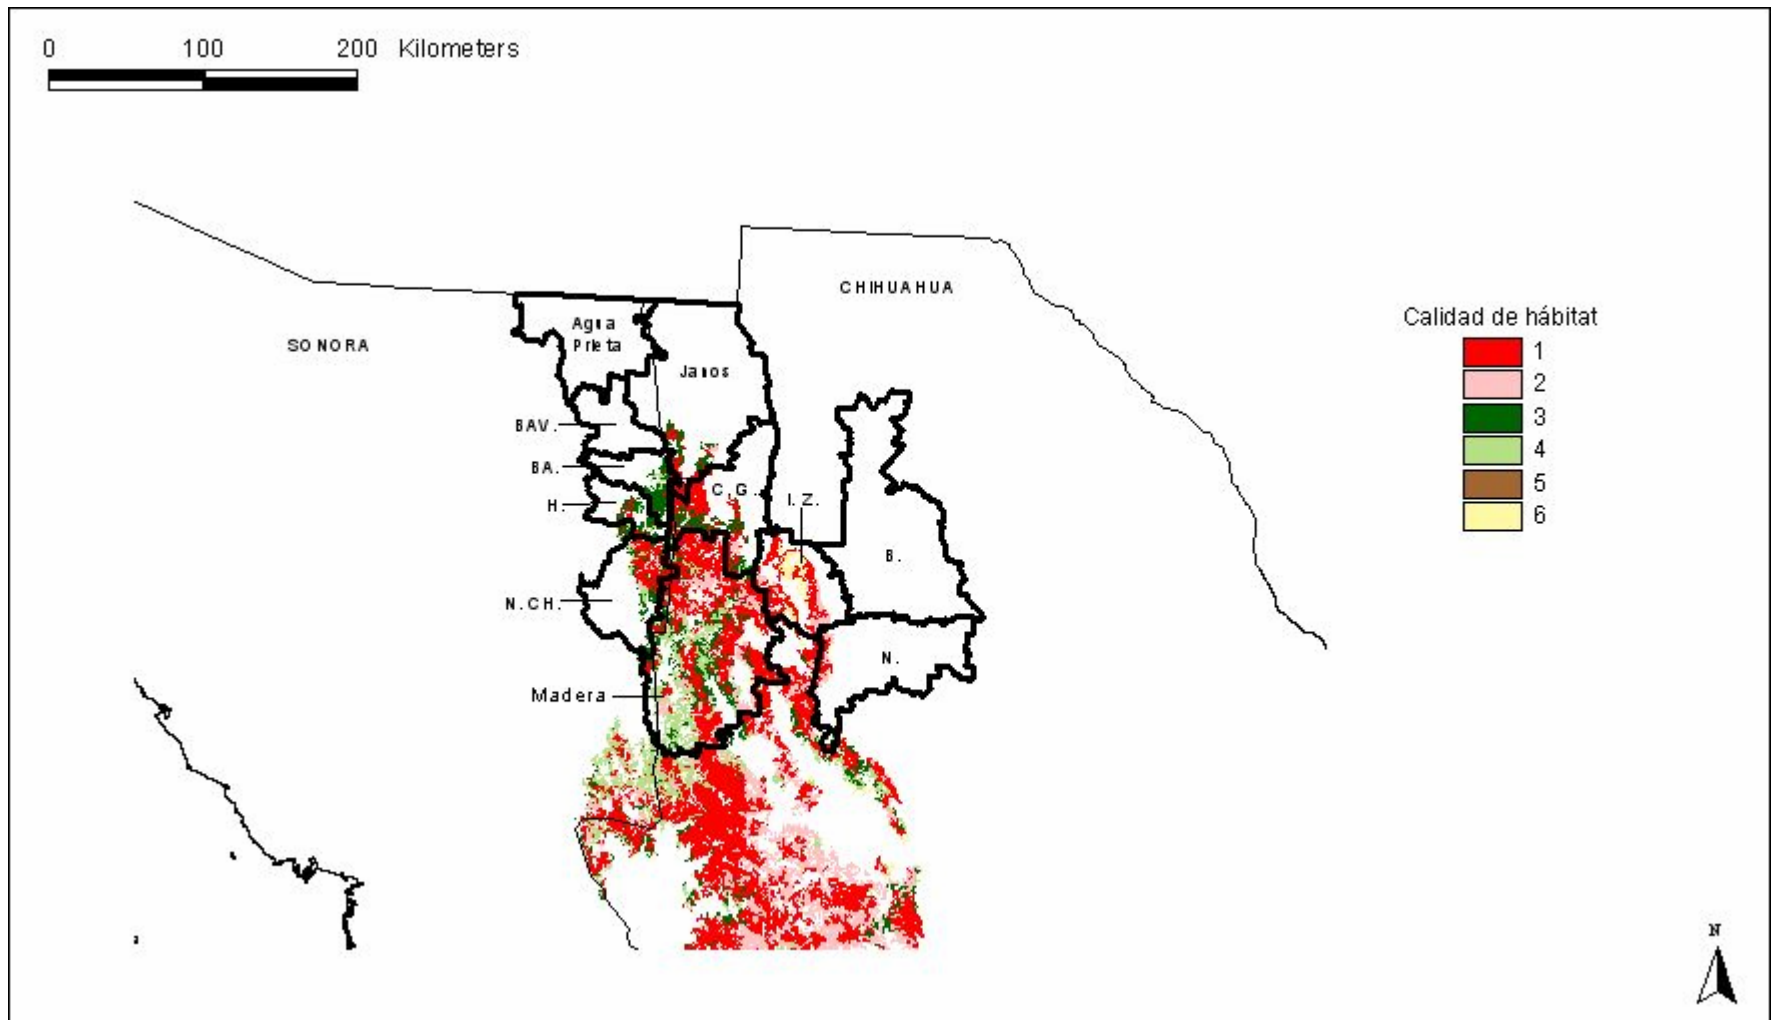 0 100 200 Kilometers
CHIHUAHUA
SONORA
Agua
Prieta
Janos
BAV.
BA.
H.
C.G.
I.Z.
B.
N.CH.
N.
Madera
Calidad de hábitat
1
2
3
4
5
6
N